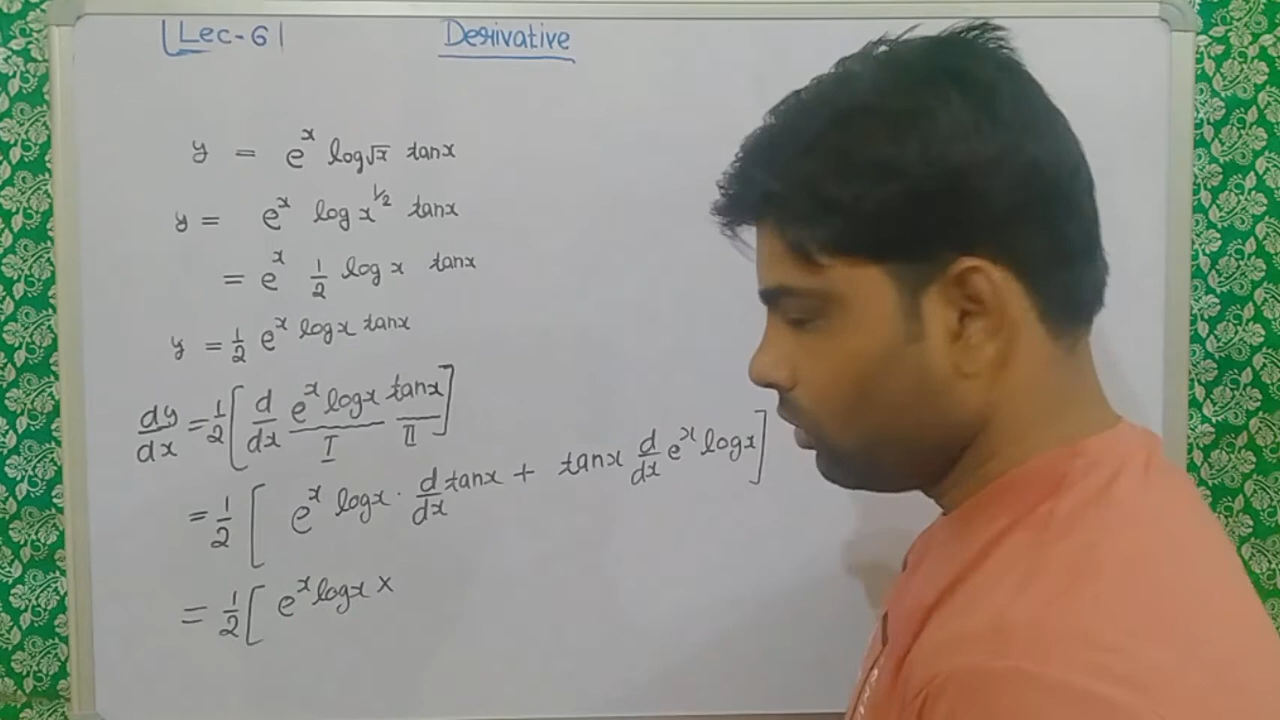 Lec-6 Derivative
y = e^x log√x tanx
y = e^x log x^1/2 tanx
= e^x 1/2 log x tanx
y = 1/2 e^x logx tanx
dy/dx = 1/2 [ d/dx e^x logx tanx ]
I II
= 1/2 [ e^x logx · d/dx tanx + tanx d/dx e^x logx ]
= 1/2 [ e^x logx ×